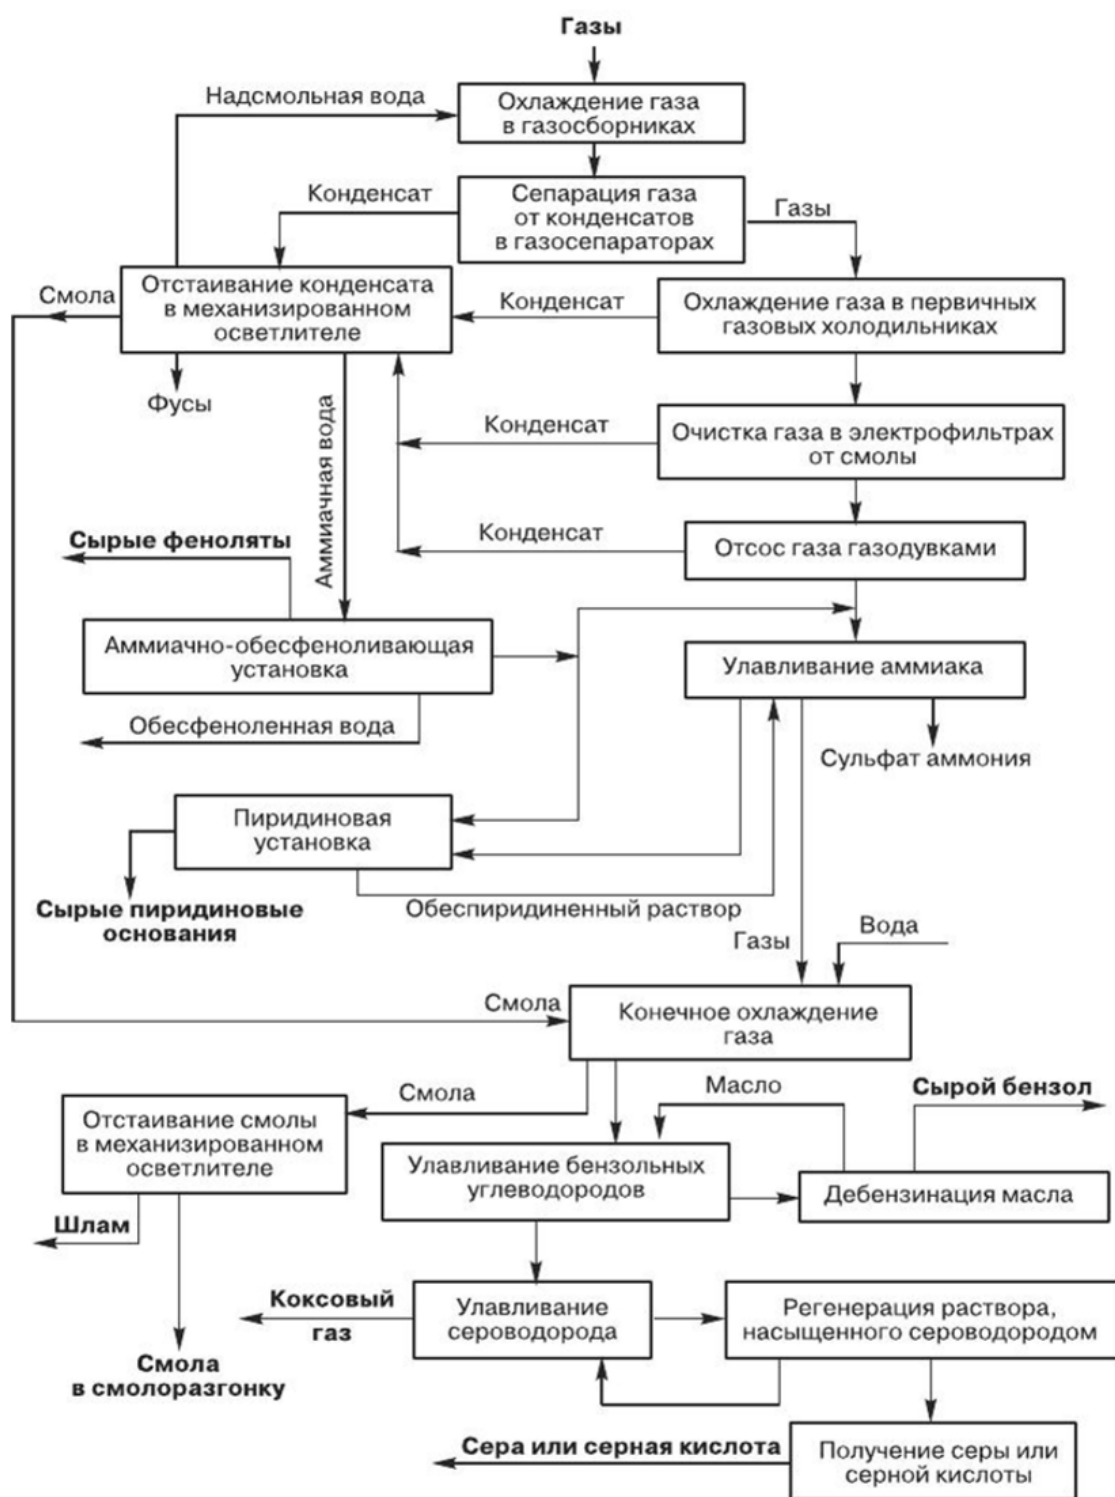 Газы
Надсмольная вода
Охлаждение газа
в газосборниках
Конденсат
Сепарация газа
от конденсатов
в газосепараторах
Газы
Смола
Отстаивание конденсата
в механизированном
осветлителе
Конденсат
Охлаждение газа в первичных
газовых холодильниках
Фусы
Аммиачная вода
Конденсат
Очистка газа в электрофильтрах
от смолы
Сырые феноляты
Конденсат
Отсос газа газодувками
Аммиачно-обесфеноливающая
установка
Улавливание аммиака
Обесфеноленная вода
Сульфат аммония
Пиридиновая
установка
Сырые пиридиновые
основания
Обеспиридиненный раствор
Газы
Вода
Смола
Конечное охлаждение
газа
Смола
Масло
Сырой бензол
Отстаивание смолы
в механизированном
осветлителе
Улавливание бензольных
углеводородов
Дебензинация масла
Шлам
Коксовый
газ
Улавливание
сероводорода
Регенерация раствора,
насыщенного сероводородом
Смола
в смолоразгонку
Сера или серная кислота
Получение серы или
серной кислоты